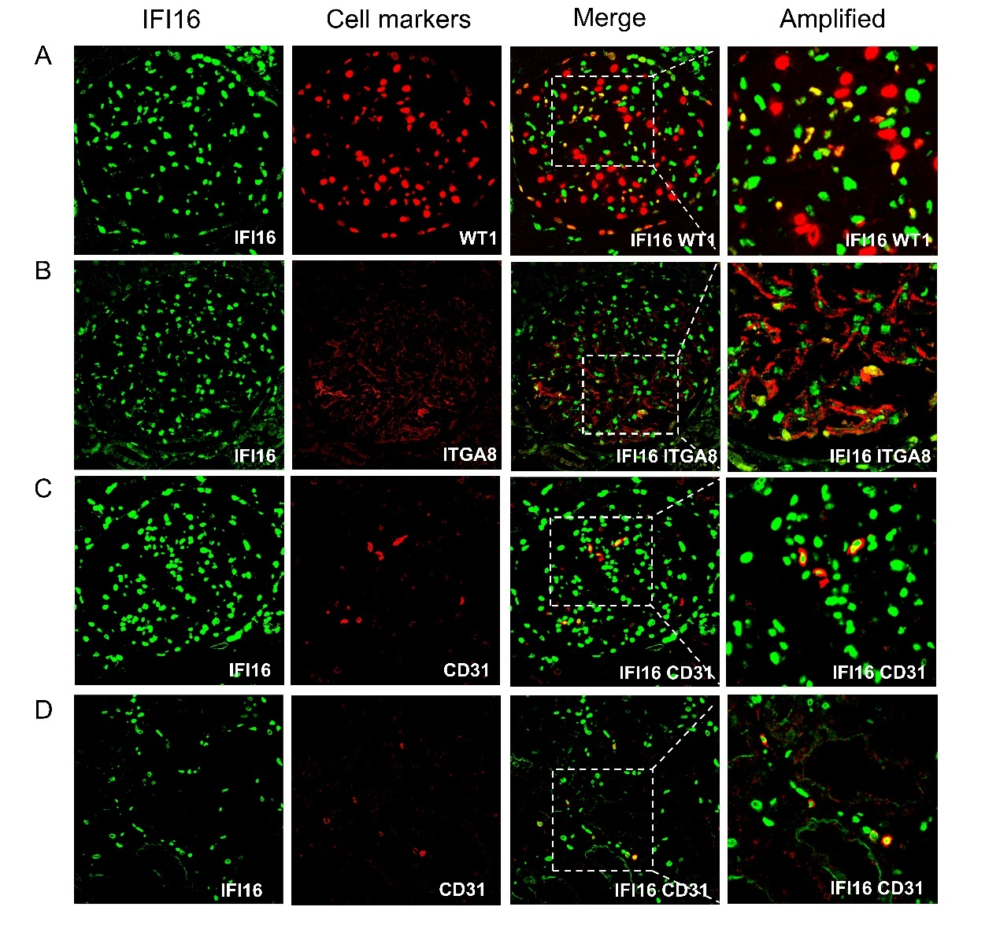 IFI16 Cell markers Merge Amplified
A
IFI16 WT1 IFI16 WT1 IFI16 WT1
B
IFI16 ITGA8 IFI16 ITGA8 IFI16 ITGA8
C
IFI16 CD31 IFI16 CD31 IFI16 CD31
D
IFI16 CD31 IFI16 CD31 IFI16 CD31